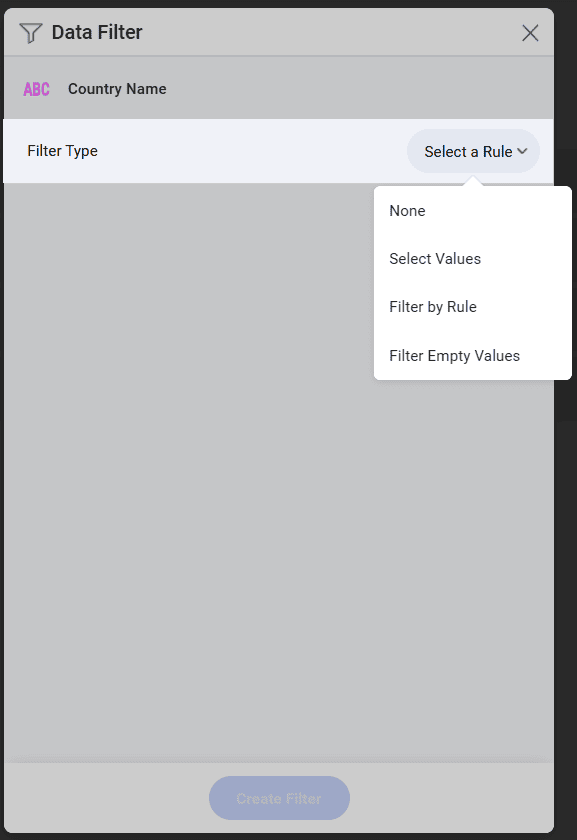 Data Filter
ABC Country Name
Filter Type
Select a Rule
None
Select Values
Filter by Rule
Filter Empty Values
Create Filter